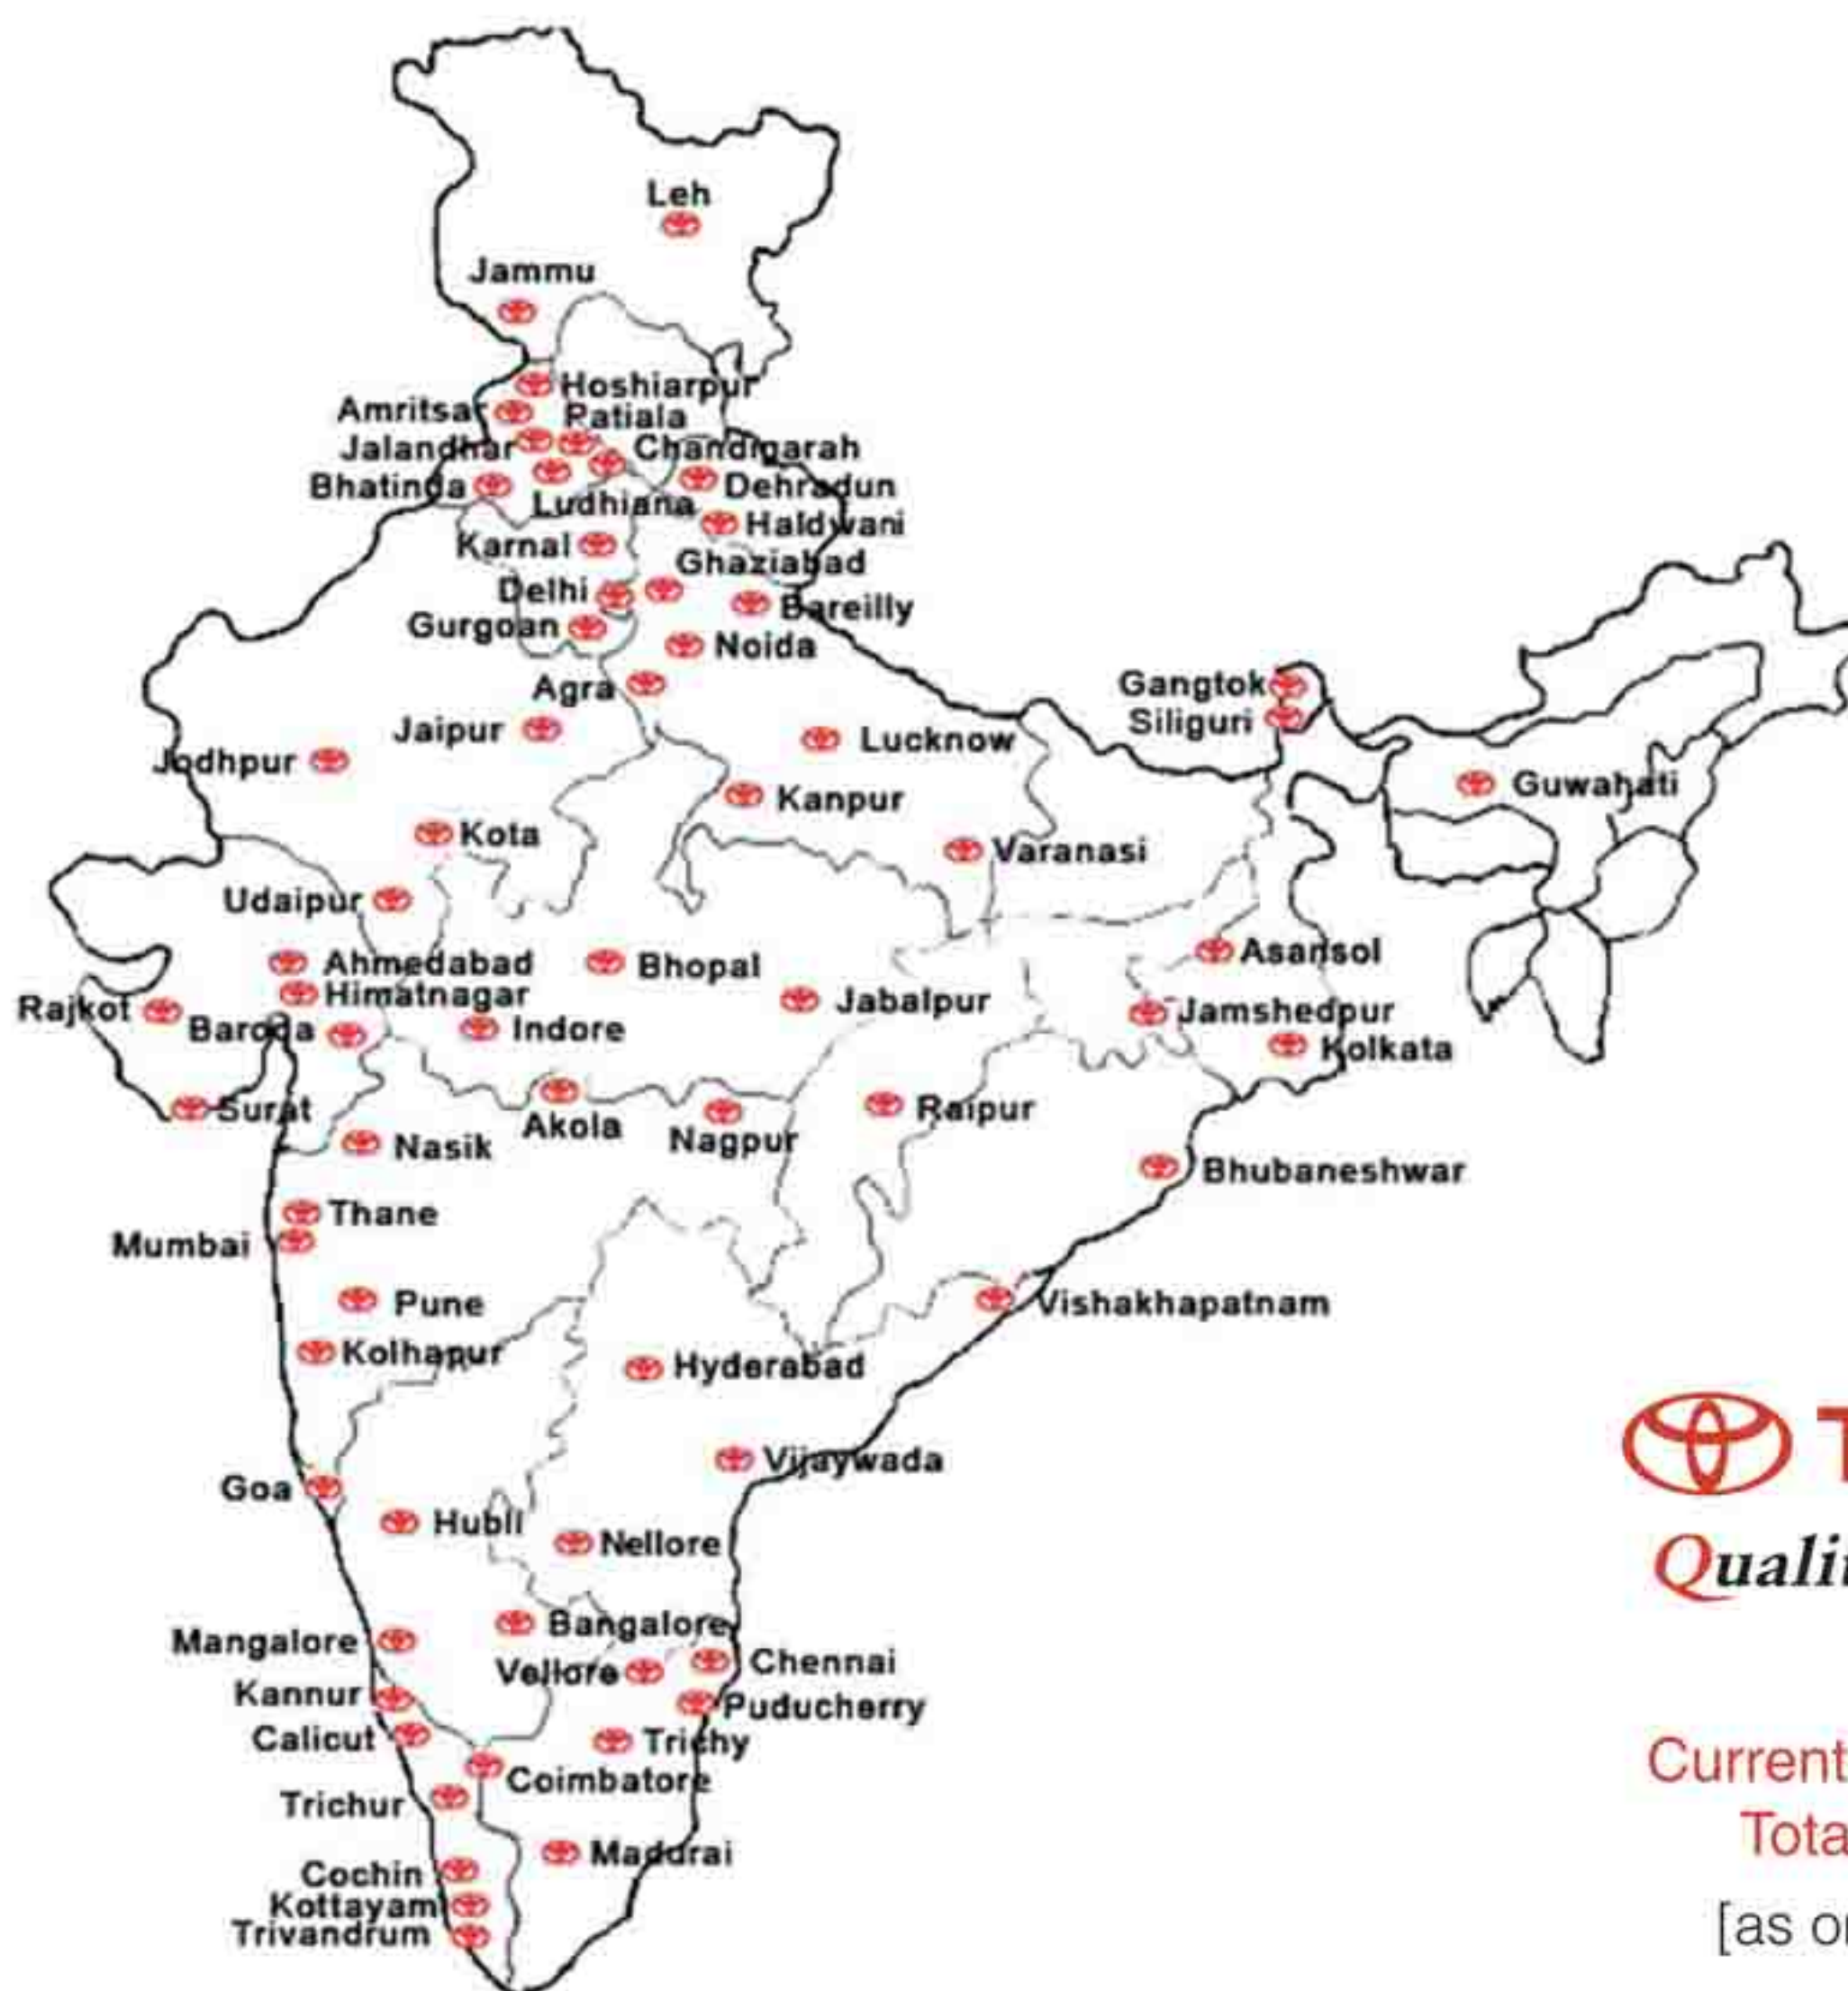 Leh
Jammu
Hoshiarpur
Amritsar
Patiala
Jalandhar
Chandigarah
Bhatinda
Dehradun
Ludhiana
Haldwani
Karnal
Ghaziabad
Delhi
Bareilly
Gurgoan
Noida
Gangtok
Agra
Siliguri
Jaipur
Lucknow
Jodhpur
Guwahati
Kanpur
Kota
Varanasi
Udaipur
Asansol
Ahmedabad
Bhopal
Himatnagar
Jabalpur
Rajkot
Jamshedpur
Baroda
Indore
Kolkata
Surat
Raipur
Akola
Nagpur
Nasik
Bhubaneshwar
Thane
Mumbai
Pune
Vishakhapatnam
Kolhapur
Hyderabad
Vijaywada
Goa
Hubli
Nellore
Bangalore
Mangalore
Chennai
Vellore
Kannur
Puducherry
Calicut
Trichy
Coimbatore
Trichur
Madurai
Cochin
Kottayam
Trivandrum
T
Qualit
Current
Tota
[as or